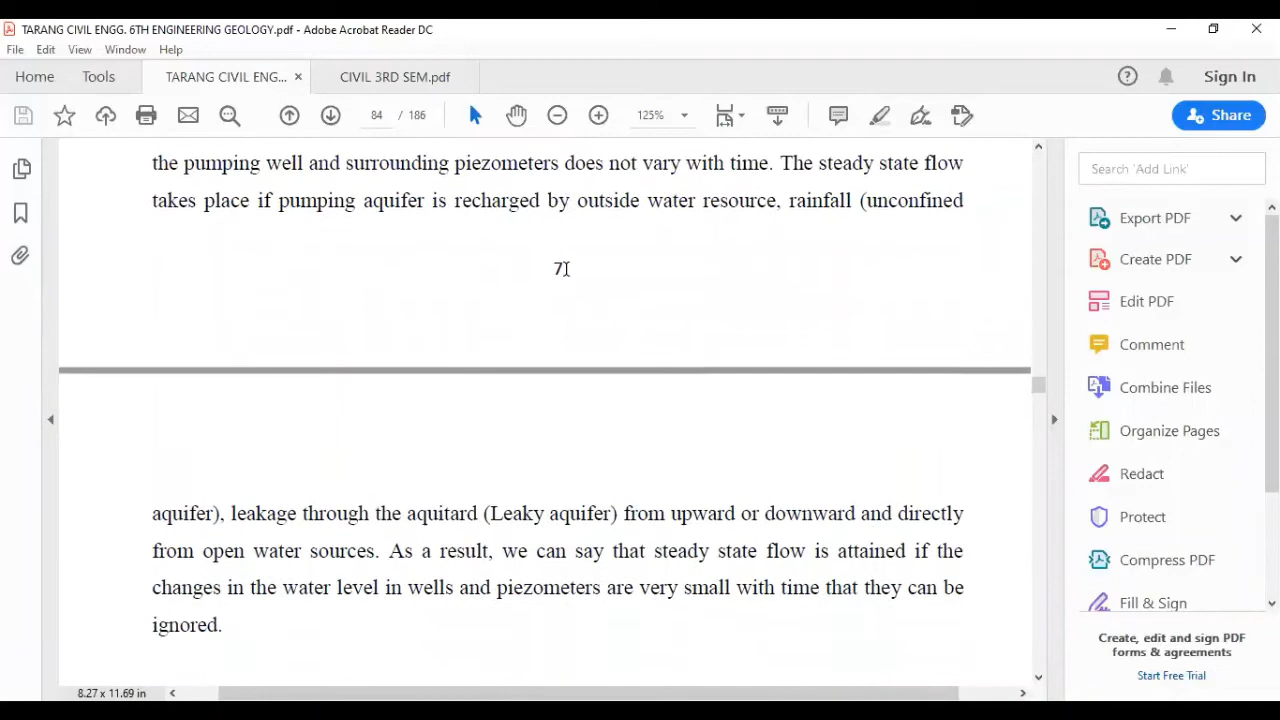 TARANG CIVIL ENGG. 6TH ENGINEERING GEOLOGY.pdf - Adobe Acrobat Reader DC
File Edit View Window Help
Home Tools TARANG CIVIL ENG... × CIVIL 3RD SEM.pdf Sign In
84 / 186 125% Share
the pumping well and surrounding piezometers does not vary with time. The steady state flow
takes place if pumping aquifer is recharged by outside water resource, rainfall (unconfined
7
aquifer), leakage through the aquitard (Leaky aquifer) from upward or downward and directly
from open water sources. As a result, we can say that steady state flow is attained if the
changes in the water level in wells and piezometers are very small with time that they can be
ignored.
8.27 x 11.69 in
Search 'Add Link'
Export PDF
Create PDF
Edit PDF
Comment
Combine Files
Organize Pages
Redact
Protect
Compress PDF
Fill & Sign
Create, edit and sign PDF
forms & agreements
Start Free Trial